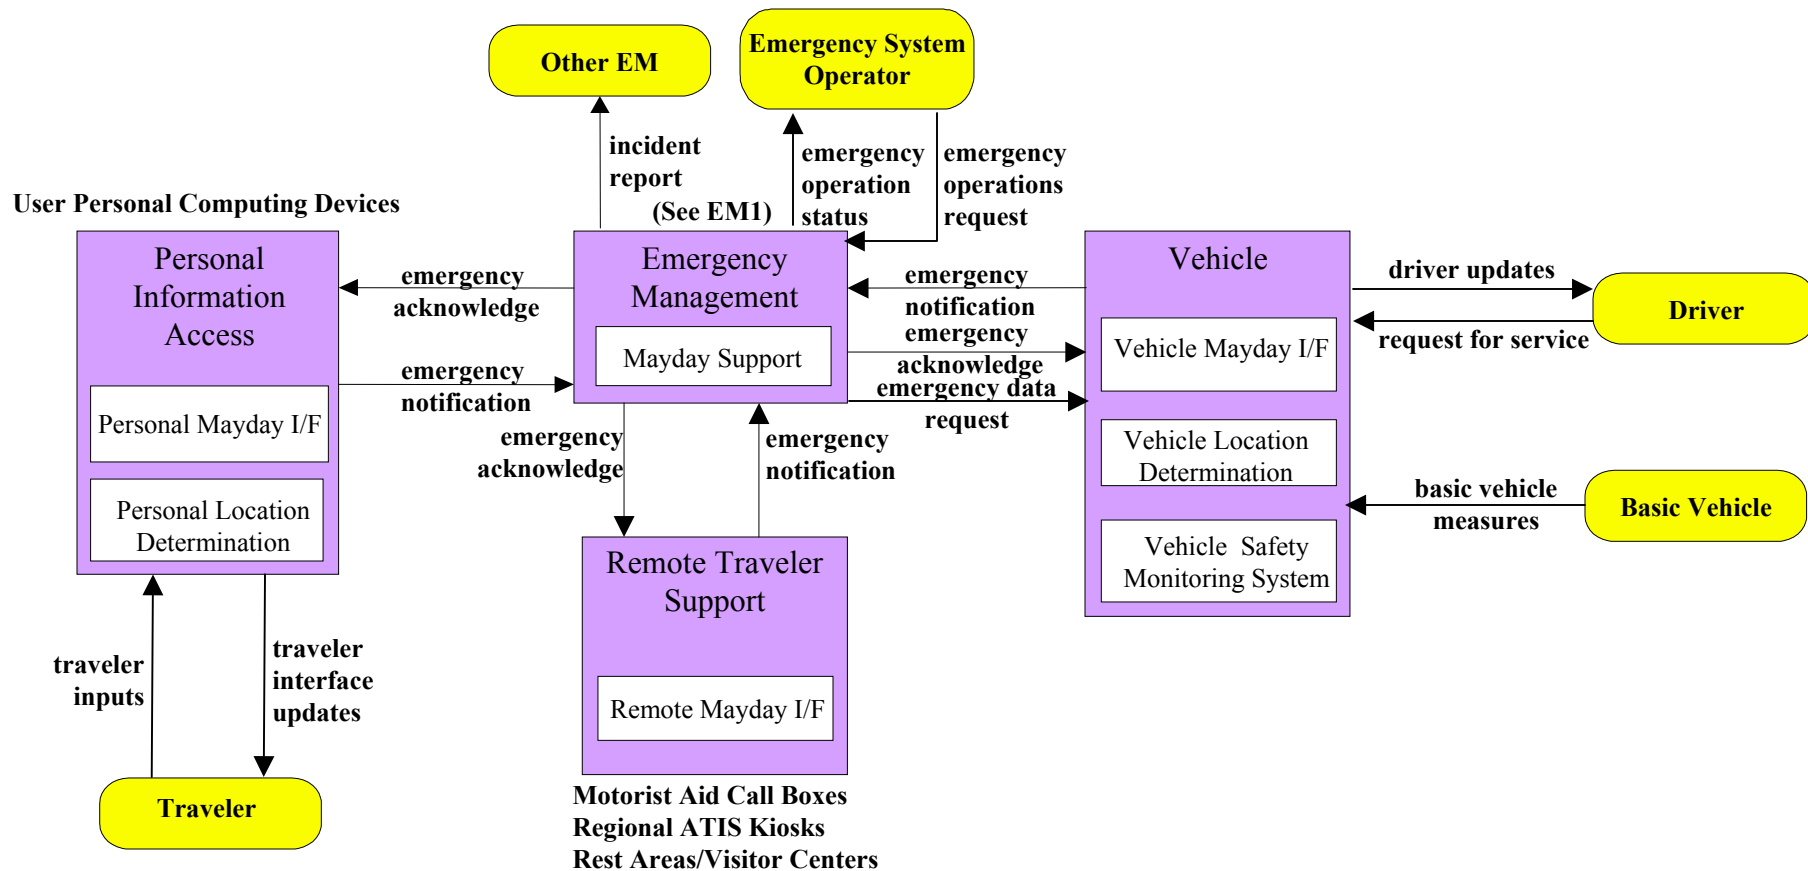 Other EM
Emergency System
Operator
incident
report
(See EM1)
emergency
operation
status
emergency
operations
request
User Personal Computing Devices
Personal
Information
Access
Personal Mayday I/F
Personal Location
Determination
emergency
acknowledge
emergency
notification
Emergency
Management
Mayday Support
emergency
notification
emergency
acknowledge
emergency data
request
Vehicle
Vehicle Mayday I/F
Vehicle Location
Determination
Vehicle Safety
Monitoring System
driver updates
request for service
Driver
basic vehicle
measures
Basic Vehicle
emergency
acknowledge
emergency
notification
Remote Traveler
Support
Remote Mayday I/F
traveler
inputs
traveler
interface
updates
Traveler
Motorist Aid Call Boxes
Regional ATIS Kiosks
Rest Areas/Visitor Centers